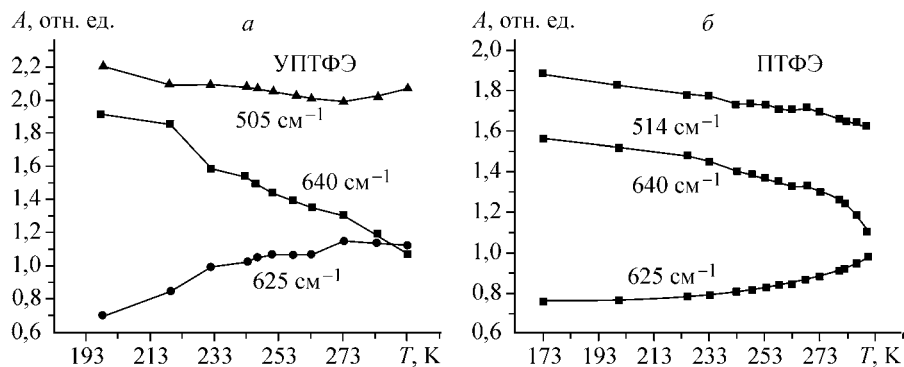 A, отн. ед.
а
УПТФЭ
2,2
2,0
1,8
1,6
1,4
1,2
1,0
0,8
0,6
505 см⁻¹
640 см⁻¹
625 см⁻¹
193 213 233 253 273 T, К
A, отн. ед.
б
ПТФЭ
2,0
1,8
1,6
1,4
1,2
1,0
0,8
0,6
514 см⁻¹
640 см⁻¹
625 см⁻¹
173 193 213 233 253 273 T, К